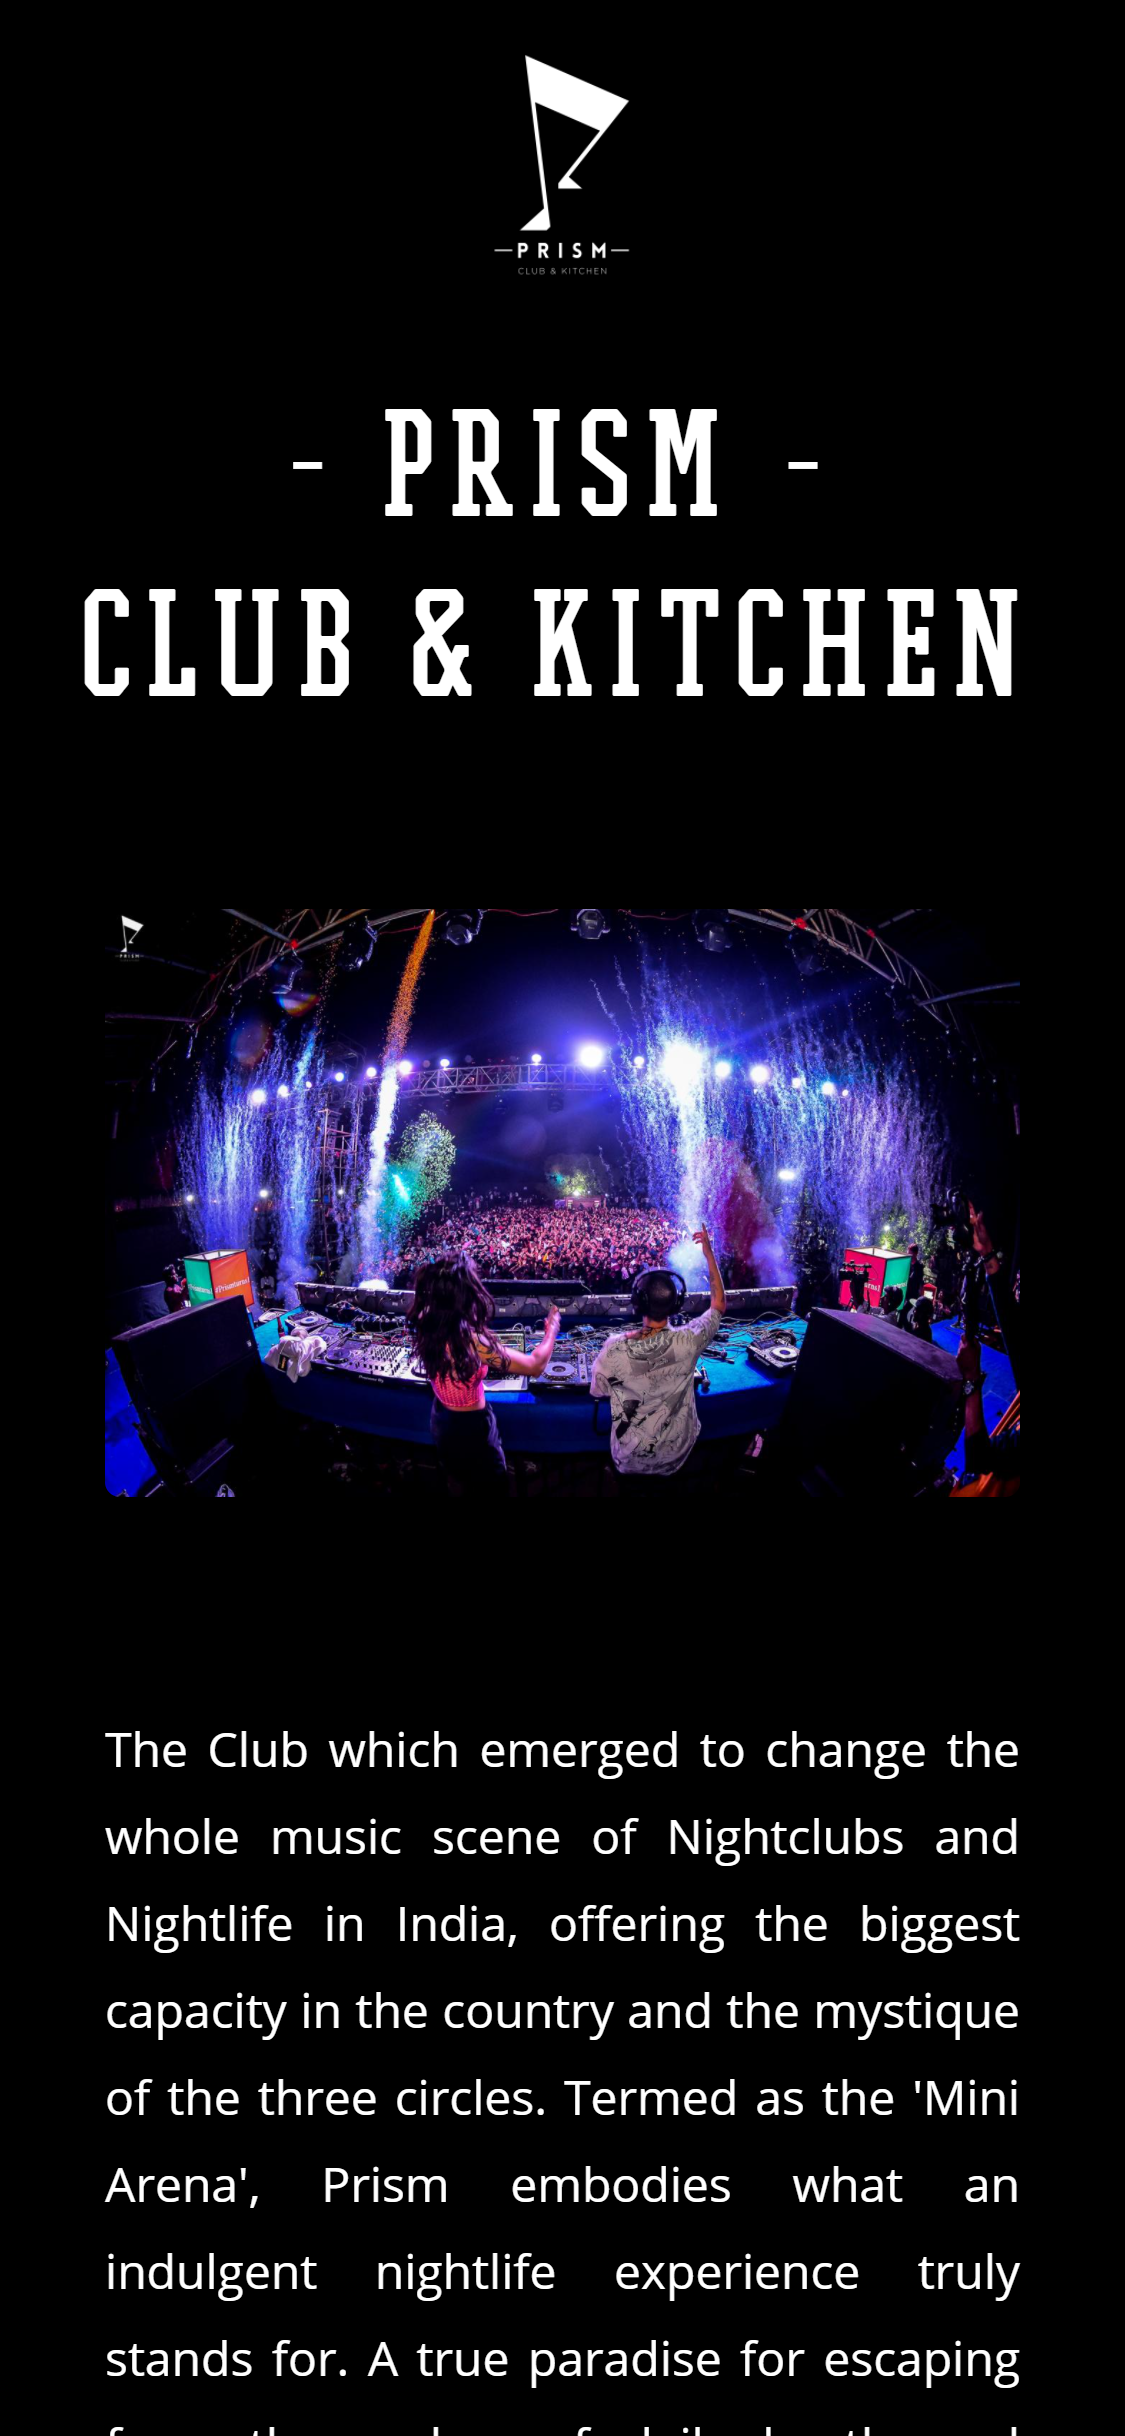 —PRISM—
CLUB & KITCHEN
- PRISM -
CLUB & KITCHEN
PRISM
The Club which emerged to change the
whole music scene of Nightclubs and
Nightlife in India, offering the biggest
capacity in the country and the mystique
of the three circles. Termed as the 'Mini
Arena', Prism embodies what an
indulgent nightlife experience truly
stands for. A true paradise for escaping